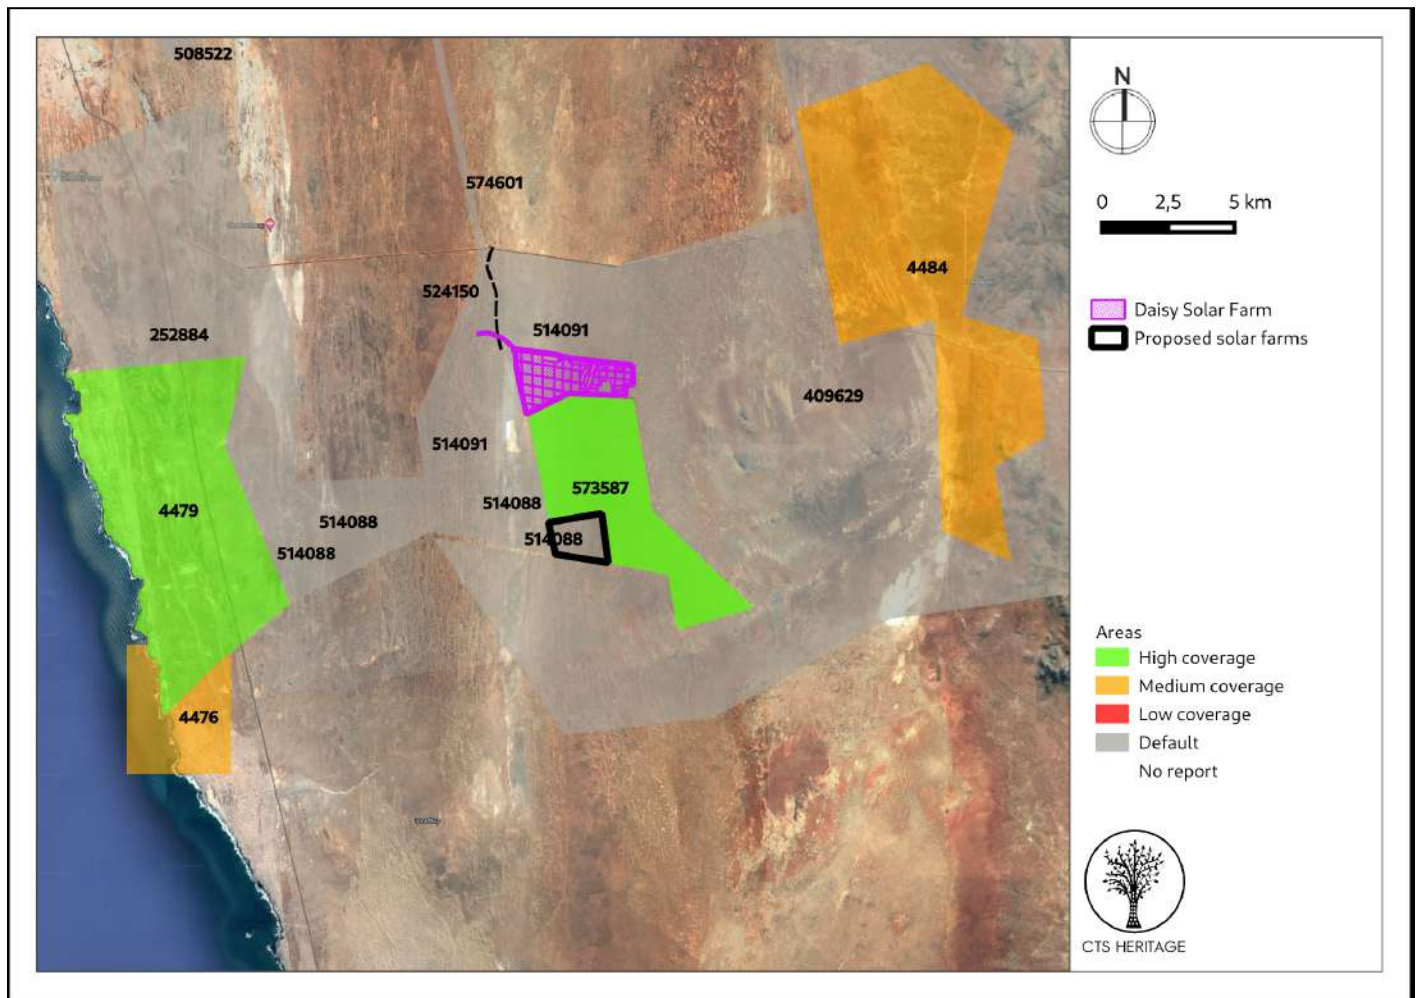 508522
574601
4484
524150
514091
252884
409629
514091
514088
573587
4479
514088
514088
514088
4476
N
0 2,5 5 km
Daisy Solar Farm
Proposed solar farms
Areas
High coverage
Medium coverage
Low coverage
Default
No report
CTS HERITAGE